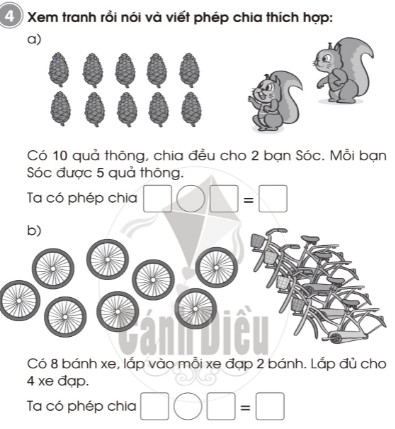 4 Xem tranh rồi nói và viết phép chia thích hợp:
a)
Có 10 quả thông, chia đều cho 2 bạn Sóc. Mỗi bạn
Sóc được 5 quả thông.
Ta có phép chia =
b)
Cánh Diều
Có 8 bánh xe, lắp vào mỗi xe đạp 2 bánh. Lắp đủ cho
4 xe đạp.
Ta có phép chia =